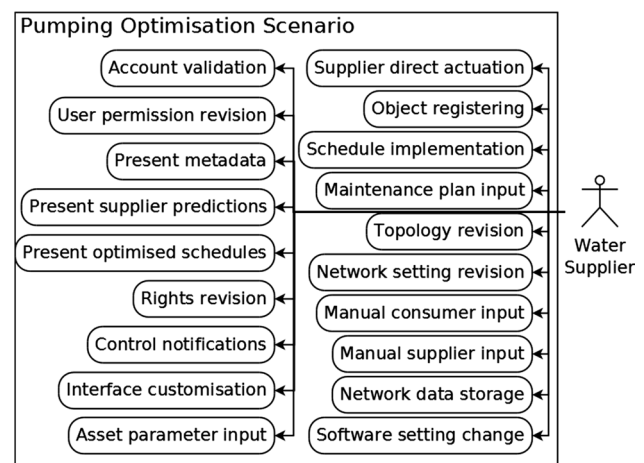 Pumping Optimisation Scenario
Account validation
User permission revision
Present metadata
Present supplier predictions
Present optimised schedules
Rights revision
Control notifications
Interface customisation
Asset parameter input
Supplier direct actuation
Object registering
Schedule implementation
Maintenance plan input
Topology revision
Network setting revision
Manual consumer input
Manual supplier input
Network data storage
Software setting change
Water
Supplier